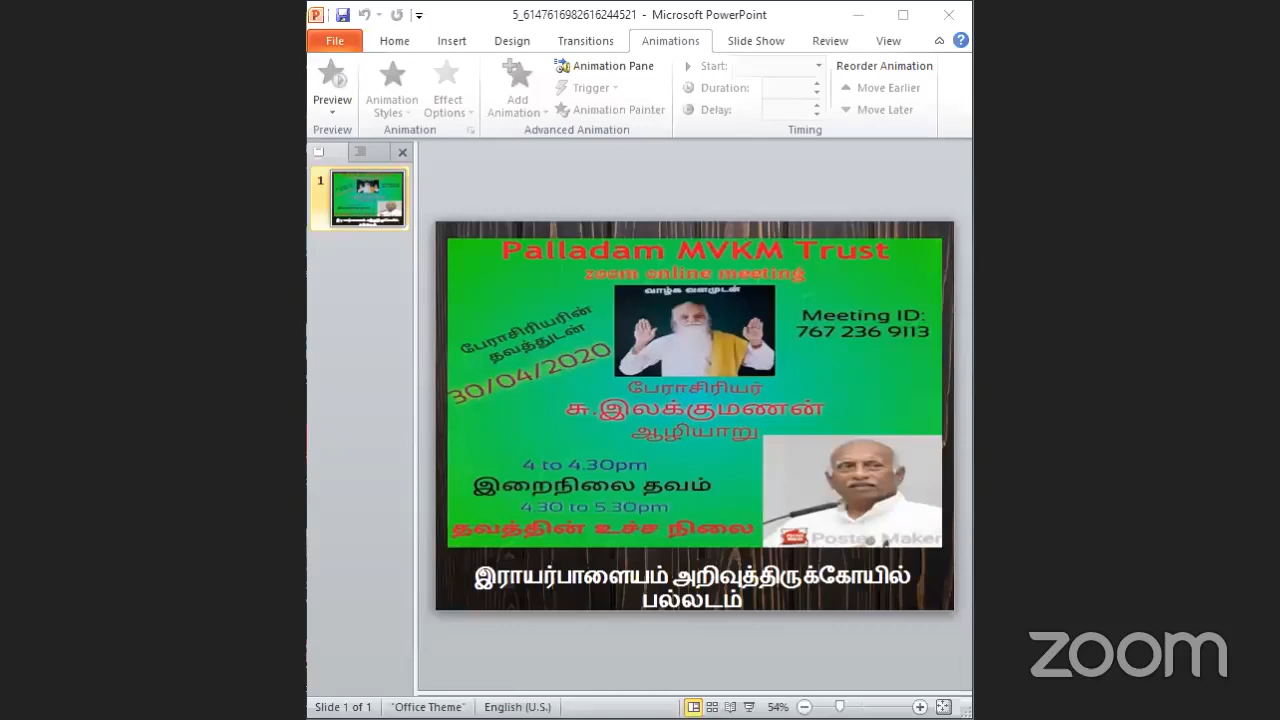 5_6147616982616244521 - Microsoft PowerPoint
File Home Insert Design Transitions Animations Slide Show Review View
Preview
Preview
Animation Styles
Effect Options
Animation
Add Animation
Animation Pane
Trigger
Animation Painter
Advanced Animation
Start:
Duration:
Delay:
Reorder Animation
Move Earlier
Move Later
Timing
1
Palladam MVKM Trust
zoom online meeting
வாழ்க வளமுடன்
பேராசிரியரின்
தவத்துடன்
30/04/2020
Meeting ID:
767 236 9113
பேராசிரியர்
சு.இலக்குமணன்
ஆழியாறு
4 to 4.30pm
இறைநிலை தவம்
4.30 to 5.30pm
தவத்தின் உச்ச நிலை
Poster Maker
இராயர்பாளையம் அறிவுத்திருக்கோயில்
பல்லடம்
zoom
Slide 1 of 1 "Office Theme" English (U.S.) 54%